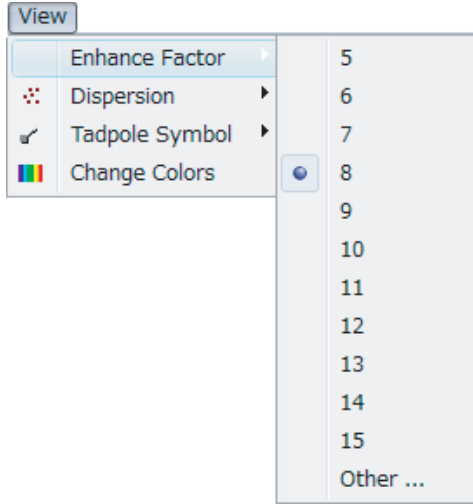 View
Enhance Factor
Dispersion
Tadpole Symbol
Change Colors
5
6
7
8
9
10
11
12
13
14
15
Other ...